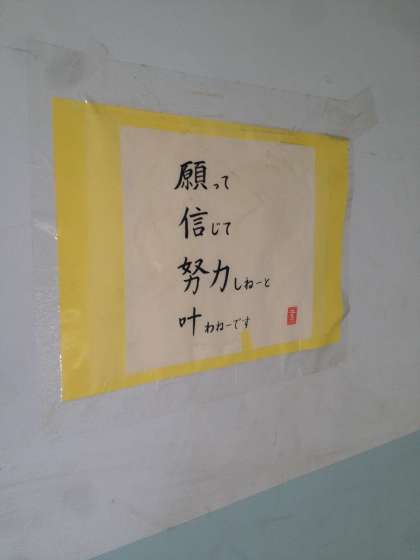 願って
信じて
努力しねーと
叶わねーです